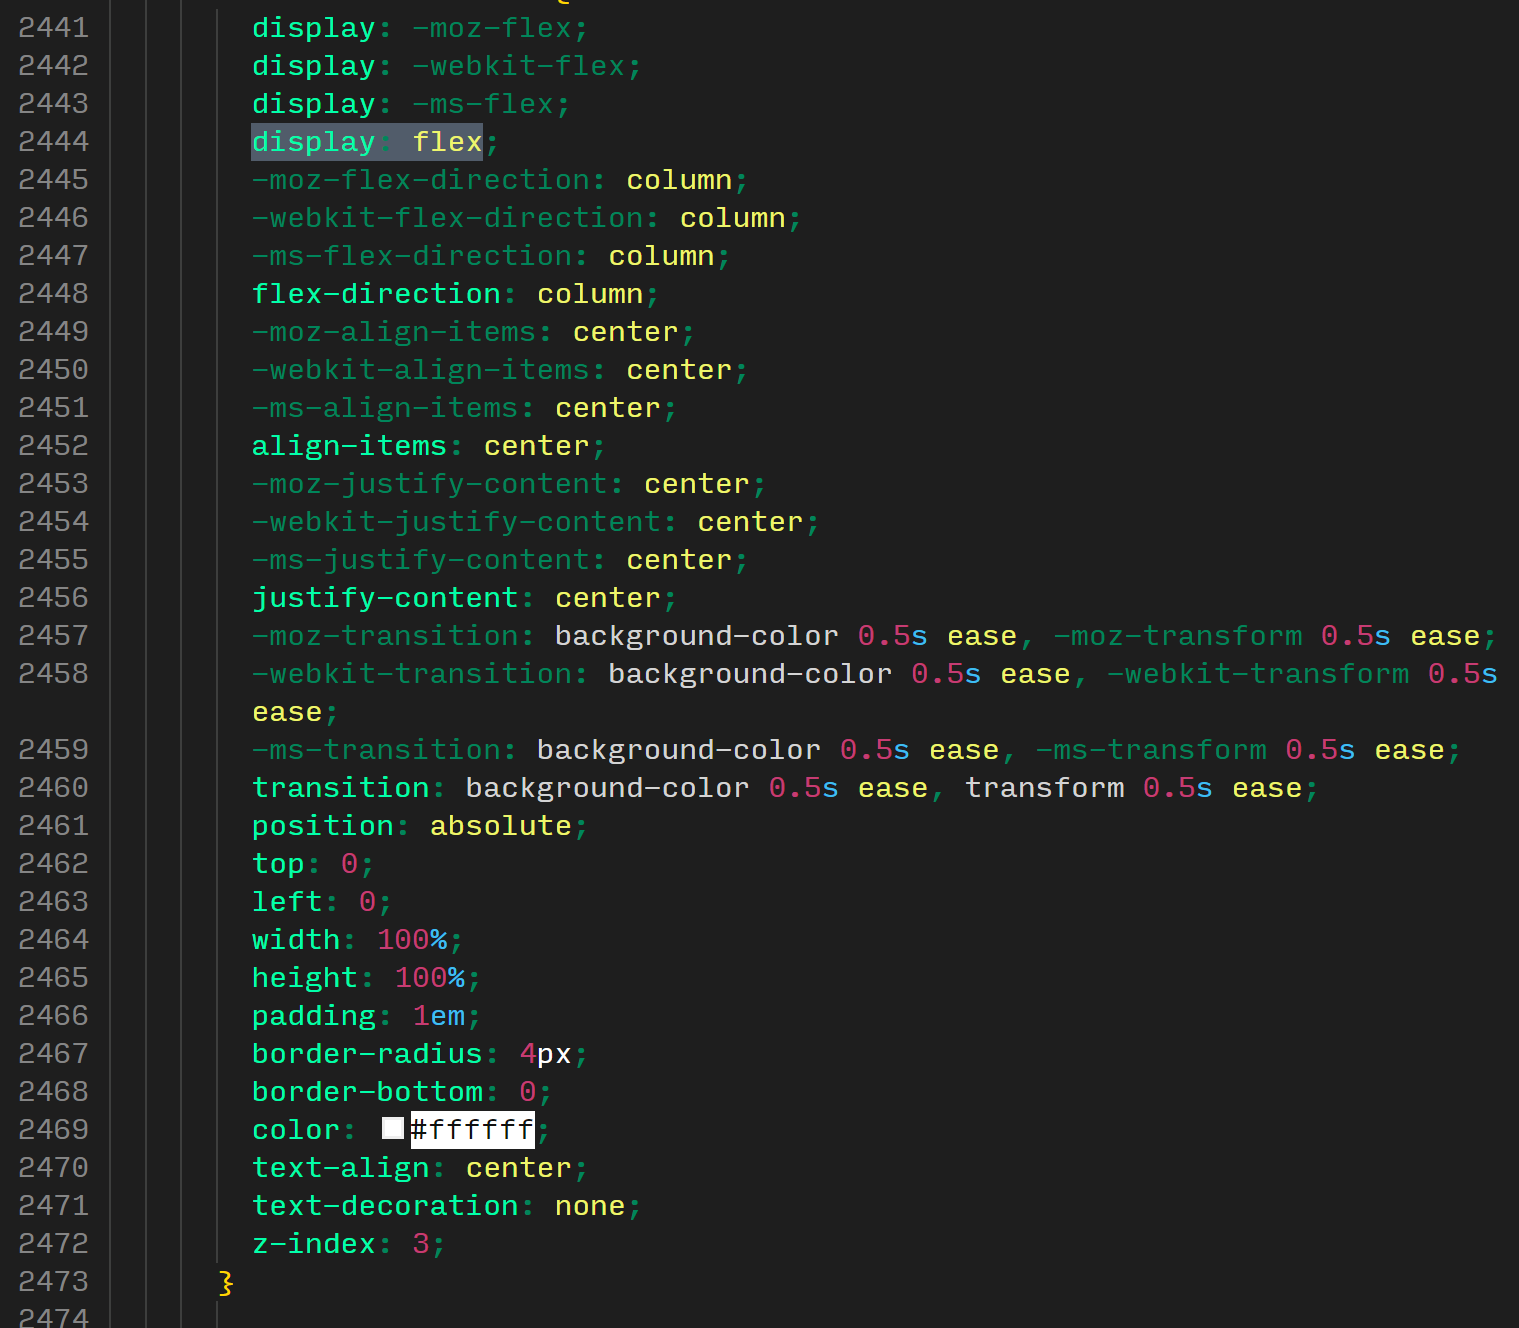 {
2441 display: -moz-flex;
2442 display: -webkit-flex;
2443 display: -ms-flex;
2444 display: flex;
2445 -moz-flex-direction: column;
2446 -webkit-flex-direction: column;
2447 -ms-flex-direction: column;
2448 flex-direction: column;
2449 -moz-align-items: center;
2450 -webkit-align-items: center;
2451 -ms-align-items: center;
2452 align-items: center;
2453 -moz-justify-content: center;
2454 -webkit-justify-content: center;
2455 -ms-justify-content: center;
2456 justify-content: center;
2457 -moz-transition: background-color 0.5s ease, -moz-transform 0.5s ease;
2458 -webkit-transition: background-color 0.5s ease, -webkit-transform 0.5s
ease;
2459 -ms-transition: background-color 0.5s ease, -ms-transform 0.5s ease;
2460 transition: background-color 0.5s ease, transform 0.5s ease;
2461 position: absolute;
2462 top: 0;
2463 left: 0;
2464 width: 100%;
2465 height: 100%;
2466 padding: 1em;
2467 border-radius: 4px;
2468 border-bottom: 0;
2469 color: #ffffff;
2470 text-align: center;
2471 text-decoration: none;
2472 z-index: 3;
2473 }
2474